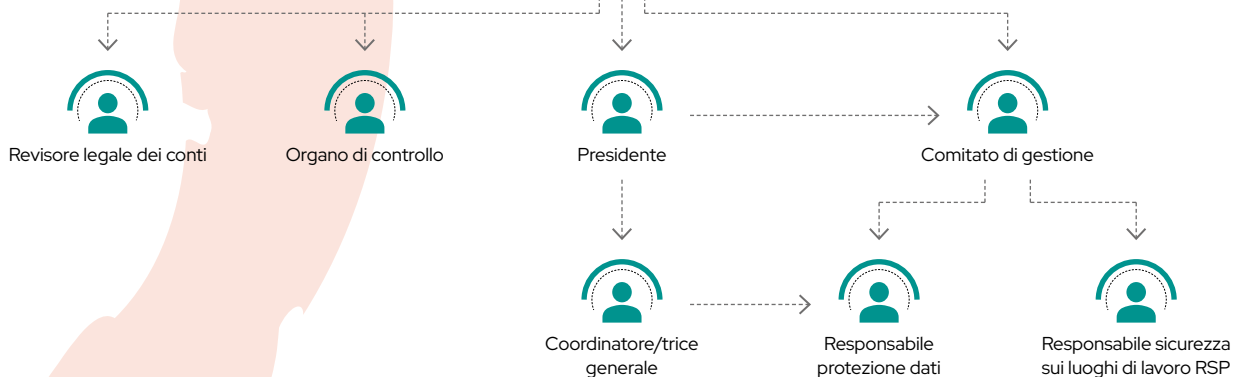 Revisore legale dei conti
Organo di controllo
Presidente
Comitato di gestione
Coordinatore/trice
generale
Responsabile
protezione dati
Responsabile sicurezza
sui luoghi di lavoro RSP